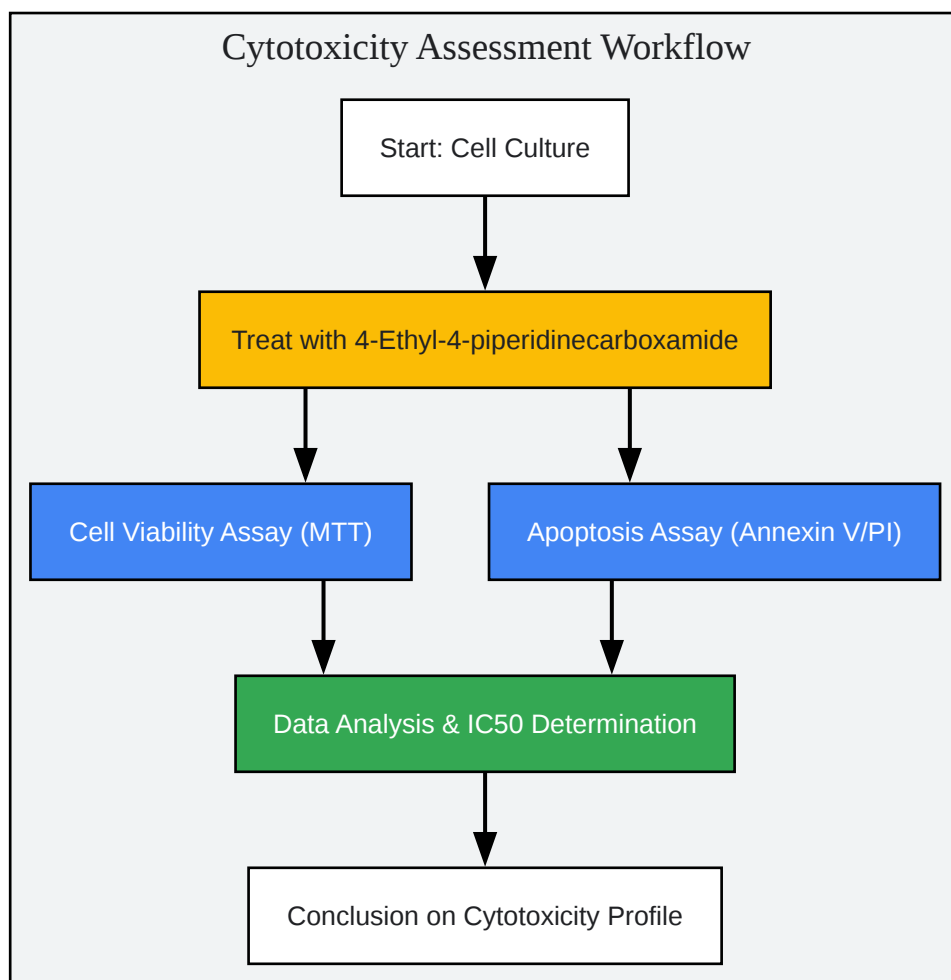 Cytotoxicity Assessment Workflow
Start: Cell Culture
Treat with 4-Ethyl-4-piperidinecarboxamide
Cell Viability Assay (MTT)
Apoptosis Assay (Annexin V/PI)
Data Analysis & IC50 Determination
Conclusion on Cytotoxicity Profile